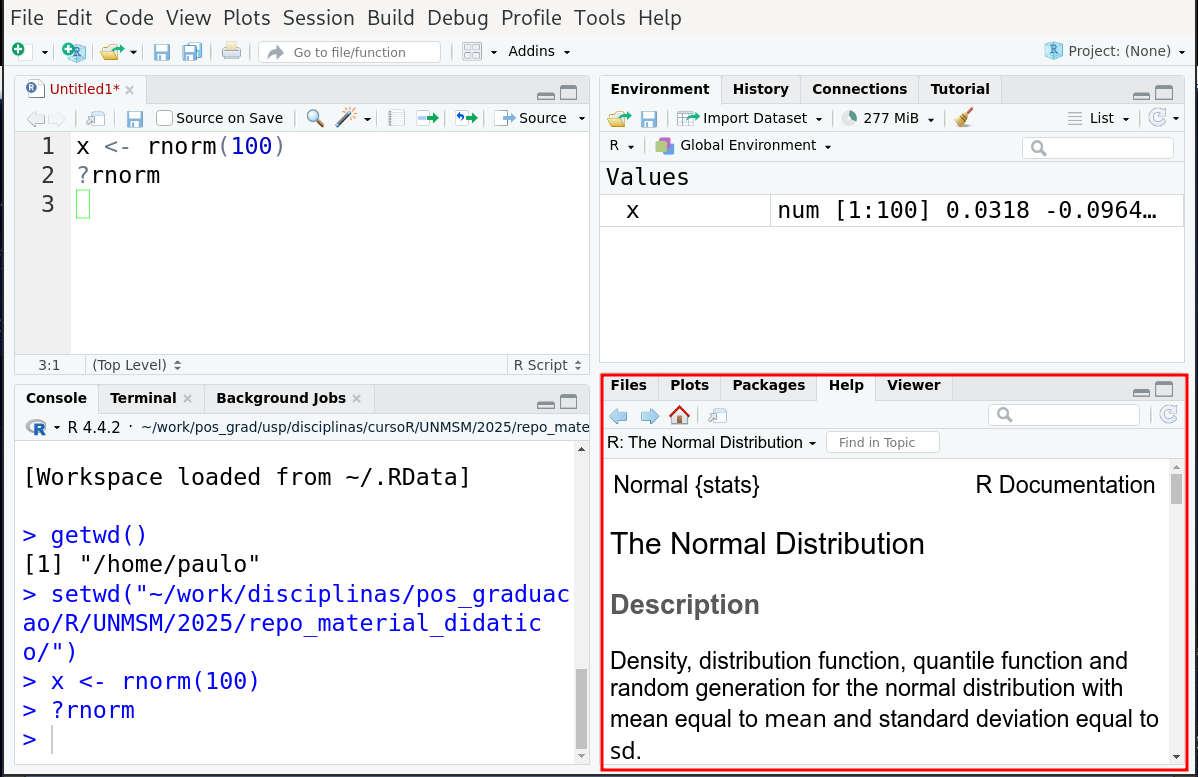 File Edit Code View Plots Session Build Debug Profile Tools Help
Go to file/function Addins Project: (None)
Untitled1*
Source on Save Source
1 x <- rnorm(100)
2 ?rnorm
3
3:1 (Top Level) R Script
Console Terminal Background Jobs
R 4.4.2 · ~/work/pos_grad/usp/disciplinas/cursoR/UNMSM/2025/repo_mate
[Workspace loaded from ~/.RData]
> getwd()
[1] "/home/paulo"
> setwd("~/work/disciplinas/pos_graduac
ao/R/UNMSM/2025/repo_material_didatic
o/")
> x <- rnorm(100)
> ?rnorm
>
Environment History Connections Tutorial
Import Dataset 277 MiB List
R Global Environment
Values
x num [1:100] 0.0318 -0.0964…
Files Plots Packages Help Viewer
R: The Normal Distribution Find in Topic
Normal {stats} R Documentation
The Normal Distribution
Description
Density, distribution function, quantile function and
random generation for the normal distribution with
mean equal to mean and standard deviation equal to
sd.